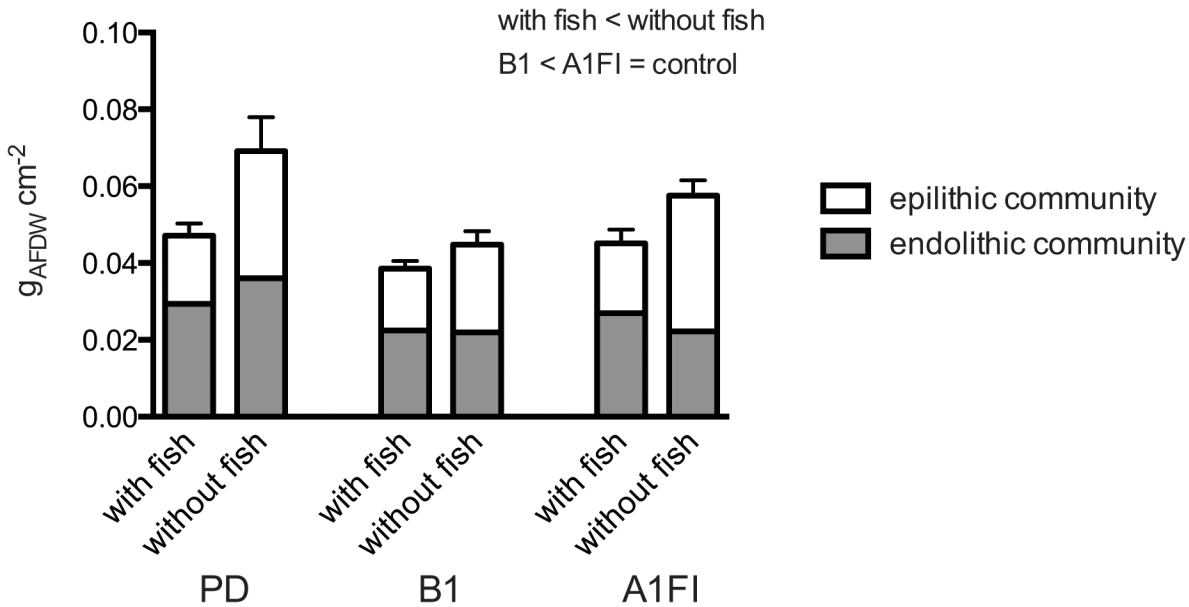 with fish < without fish
B1 < A1FI = control
0.10
0.08
0.06
0.04
0.02
0.00
gAFDW cm-2
epilithic community
endolithic community
with fish
without fish
with fish
without fish
with fish
without fish
PD
B1
A1FI